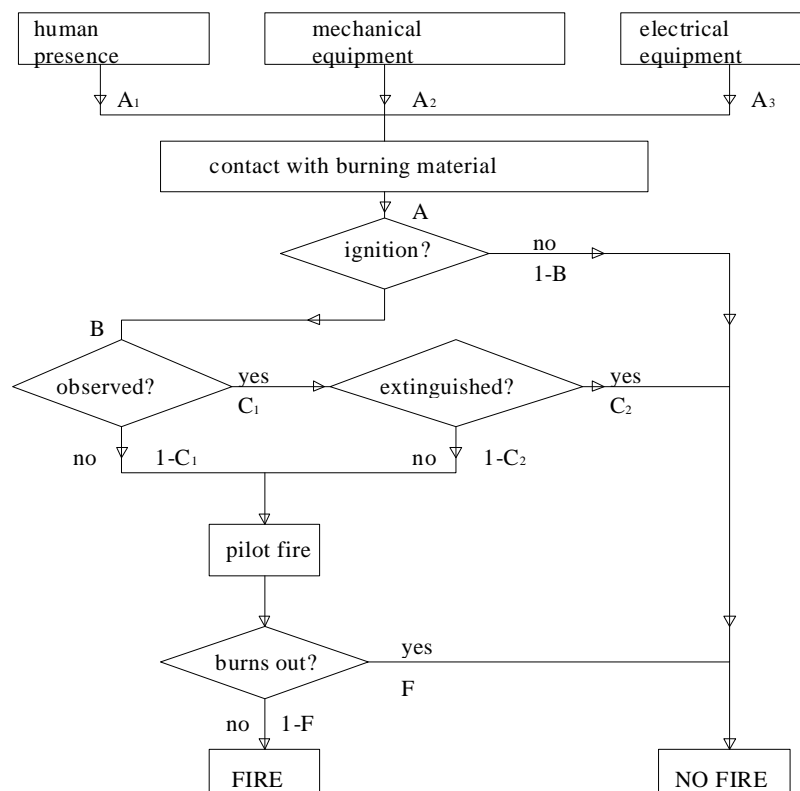 human
presence
mechanical
equipment
electrical
equipment
A₁
A₂
A₃
contact with burning material
A
ignition?
no
1-B
B
observed?
yes
C₁
extinguished?
yes
C₂
no
1-C₁
no
1-C₂
pilot fire
burns out?
yes
F
no
1-F
FIRE
NO FIRE